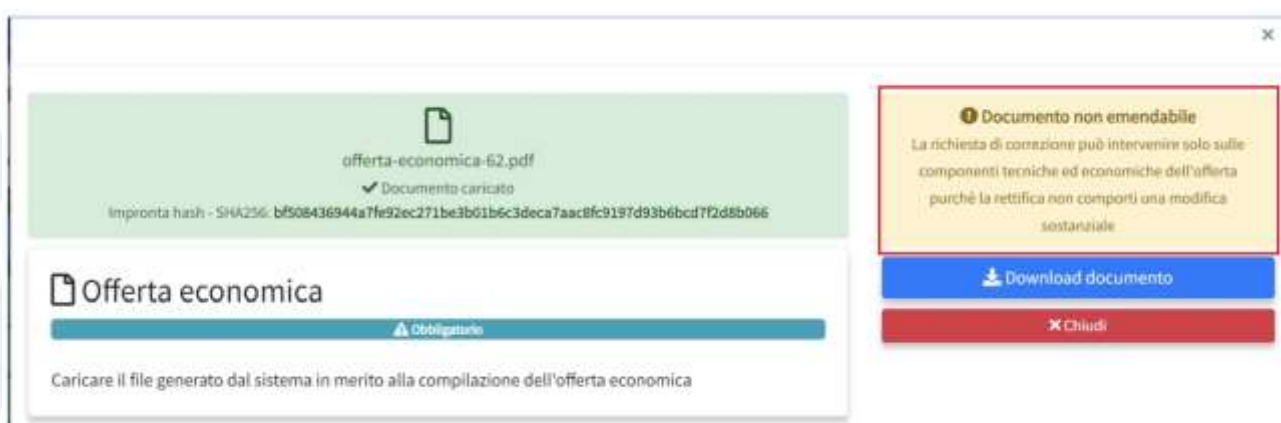 offerta-economica-62.pdf
Documento caricato
Impronta hash - SHA256: bf508436944a7fe92ec271be3b01b6c3deca7aac8fc9197d93b6bcd7f2d8b066
Offerta economica
Obbligatorio
Caricare il file generato dal sistema in merito alla compilazione dell'offerta economica
Documento non emendabile
La richiesta di correzione può intervenire solo sulle
componenti tecniche ed economiche dell'offerta
purché la rettifica non comporti una modifica
sostanziale
Download documento
Chiudi